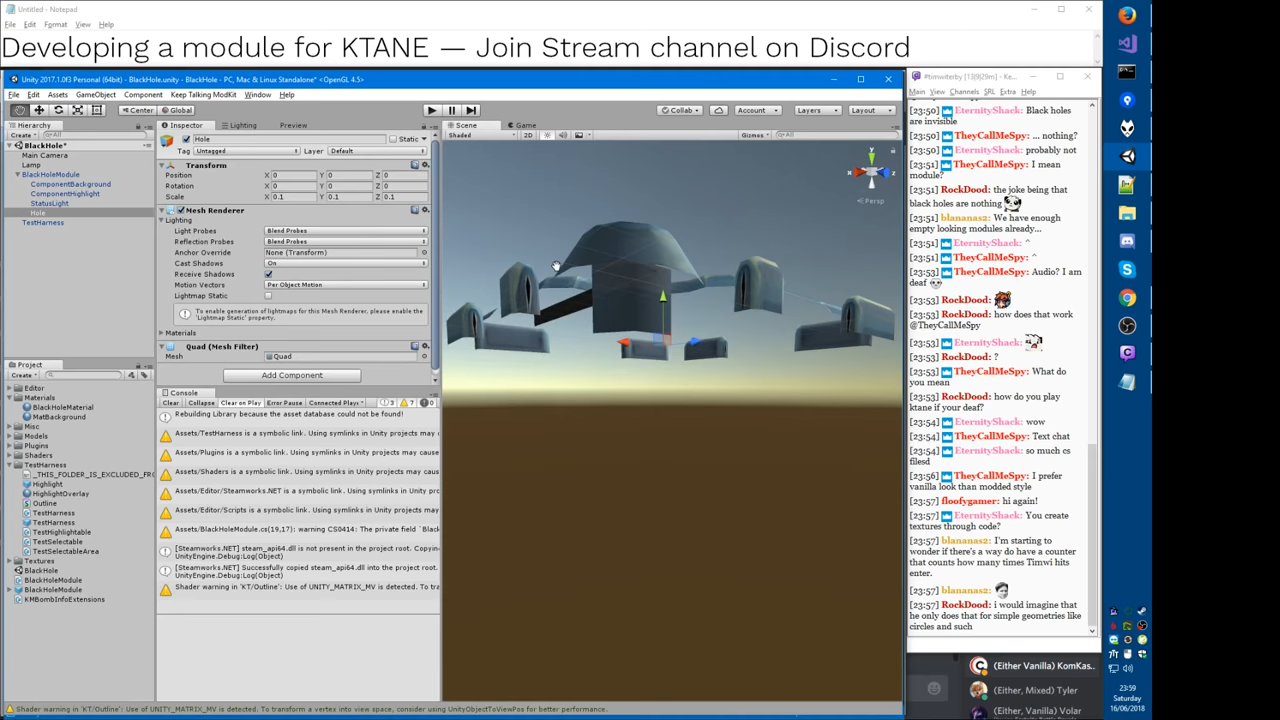 Untitled - Notepad
File Edit Format View Help
Developing a module for KTANE — Join Stream channel on Discord
Unity 2017.1.0f3 Personal (64bit) - BlackHole.unity - BlackHole - PC, Mac & Linux Standalone* <OpenGL 4.5>
File Edit Assets GameObject Component Keep Talking ModKit Window Help
Center Global Collab Account Layers Layout
Hierarchy
Create All
BlackHole*
Main Camera
Lamp
BlackHoleModule
ComponentBackground
ComponentHighlight
StatusLight
Hole
TestHarness
Inspector Lighting Preview
Hole Static
Tag Untagged Layer Default
Transform
Position X 0 Y 0 Z 0
Rotation X 0 Y 0 Z 0
Scale X 0.1 Y 0.1 Z 0.1
Mesh Renderer
Lighting
Light Probes Blend Probes
Reflection Probes Blend Probes
Anchor Override None (Transform)
Cast Shadows On
Receive Shadows
Motion Vectors Per Object Motion
Lightmap Static
To enable generation of lightmaps for this Mesh Renderer, please enable the
'Lightmap Static' property.
Materials
Quad (Mesh Filter)
Mesh Quad
Add Component
Scene Game
Shaded 2D Gizmos All
y
x z
Persp
Project
Create
Editor
Materials
BlackHoleMaterial
MatBackground
Misc
Models
Plugins
Shaders
TestHarness
_THIS_FOLDER_IS_EXCLUDED_FRO
Highlight
HighlightOverlay
Outline
TestHarness
TestHarness
TestHighlightable
TestSelectable
TestSelectableArea
Textures
BlackHole
BlackHoleModule
BlackHoleModule
KMBombInfoExtensions
Console
Clear Collapse Clear on Play Error Pause Connected Play 3 7 0
Rebuilding Library because the asset database could not be found!
Assets/TestHarness is a symbolic link. Using symlinks in Unity projects may
Assets/Plugins is a symbolic link. Using symlinks in Unity projects may caus
Assets/Shaders is a symbolic link. Using symlinks in Unity projects may caus
Assets/Editor/Steamworks.NET is a symbolic link. Using symlinks in Unity pr
Assets/Editor/Scripts is a symbolic link. Using symlinks in Unity projects ma
Assets/BlackHoleModule.cs(19,17): warning CS0414: The private field `Black
[Steamworks.NET] steam_api64.dll is not present in the project root. Copyin
UnityEngine.Debug:Log(Object)
[Steamworks.NET] Successfully copied steam_api64.dll into the project root.
UnityEngine.Debug:Log(Object)
Shader warning in 'KT/Outline': Use of UNITY_MATRIX_MV is detected. To tra
Shader warning in 'KT/Outline': Use of UNITY_MATRIX_MV is detected. To transform a vertex into view space, consider using UnityObjectToViewPos for better performance.
#timwiterby [13|9|29m] - Ke...
Main View Channels SRL Extra Help
[23:50] EternityShack: Black holes
are invisible
[23:50] TheyCallMeSpy: ... nothing?
[23:50] EternityShack: probably not
[23:51] TheyCallMeSpy: I mean
module?
[23:51] RockDood: the joke being that
black holes are nothing
[23:51] blananas2: We have enough
empty looking modules already...
[23:51] EternityShack: ^
[23:51] TheyCallMeSpy: ^
[23:53] TheyCallMeSpy: Audio? I am
deaf
[23:53] RockDood:
[23:53] RockDood: how does that work
@TheyCallMeSpy
[23:53] EternityShack:
[23:53] RockDood: ?
[23:53] TheyCallMeSpy: What do
you mean
[23:53] RockDood: how do you play
ktane if your deaf?
[23:54] EternityShack: wow
[23:54] TheyCallMeSpy: Text chat
[23:54] EternityShack: so much cs
filesd
[23:56] TheyCallMeSpy: I prefer
vanilla look than modded style
[23:57] floofygamer: hi again!
[23:57] EternityShack: You create
textures through code?
[23:57] blananas2: I'm starting to
wonder if there's a way do have a counter
that counts how many times Timwi hits
enter.
[23:57] blananas2:
[23:57] RockDood: i would imagine that
he only does that for simple geometries like
circles and such
(Either Vanilla) KomKas...
(Either, Mixed) Tyler
(Either, Vanilla) Volar
23:59
Saturday
16/06/2018